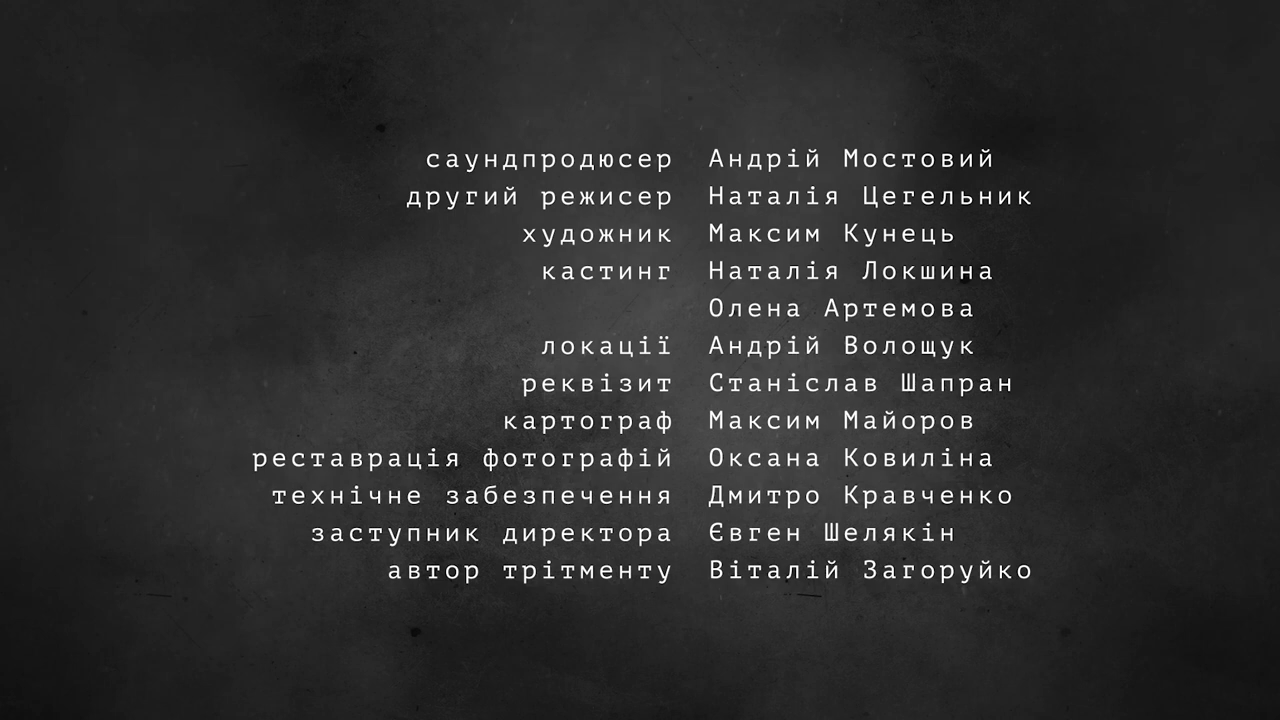 саундпродюсер Андрій Мостовий
другий режисер Наталія Цегельник
художник Максим Кунець
кастинг Наталія Локшина
Олена Артемова
локації Андрій Волощук
реквізит Станіслав Шапран
картограф Максим Майоров
реставрація фотографій Оксана Ковиліна
технічне забезпечення Дмитро Кравченко
заступник директора Євген Шелякін
автор трітменту Віталій Загоруйко